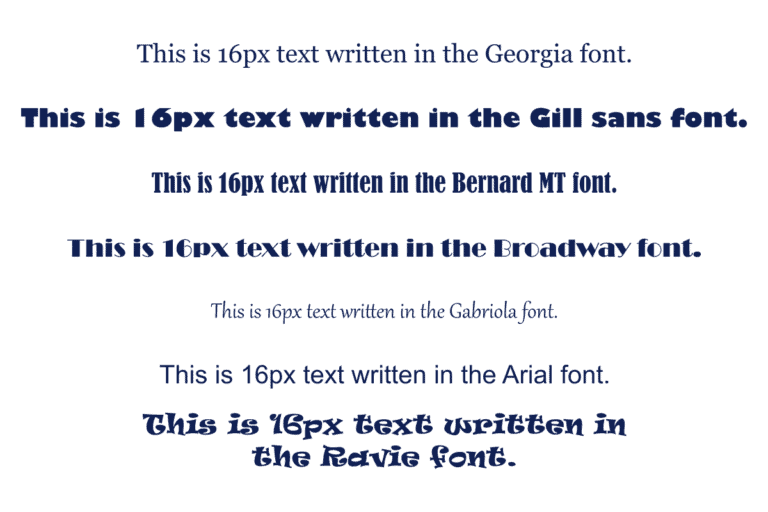 This is 16px text written in the Georgia font.
This is 16px text written in the Gill sans font.
This is 16px text written in the Bernard MT font.
This is 16px text written in the Broadway font.
This is 16px text written in the Gabriola font.
This is 16px text written in the Arial font.
This is 16px text written in
the Ravie font.